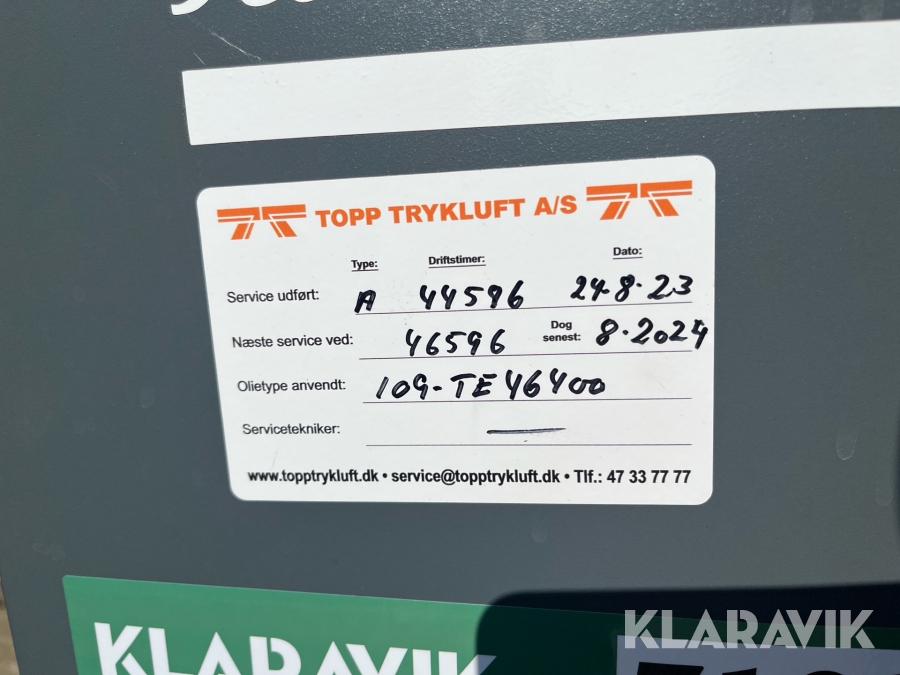 TOPP TRYKLUFT A/S
Type: Driftstimer: Dato:
Service udført: A 44596 24-8-23
Næste service ved: 46596 Dog senest: 8-2024
Olietype anvendt: 109-TE46400
Servicetekniker:
www.topptrykluft.dk • service@topptrykluft.dk • Tlf.: 47 33 77 77
KLARAVIK
KLARAVIK